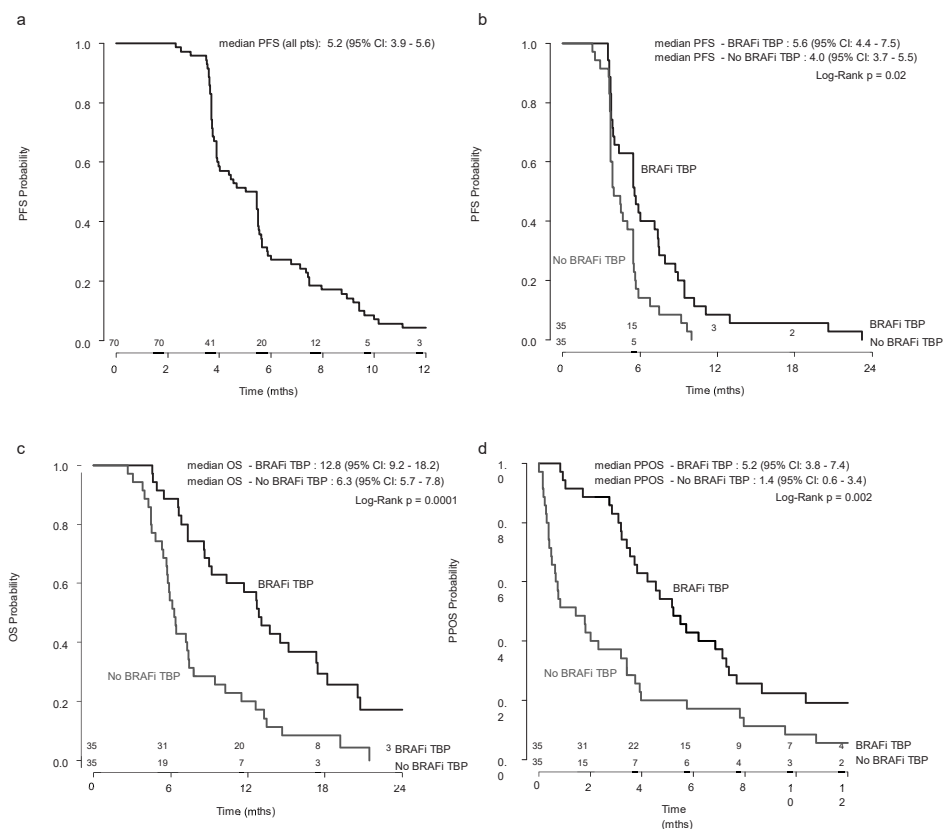 a
median PFS (all pts): 5.2 (95% CI: 3.9 - 5.6)
PFS Probability
1.0
0.8
0.6
0.4
0.2
0.0
70 70 41 20 12 5 3
0 2 4 6 8 10 12
Time (mths)
b
median PFS - BRAFi TBP : 5.6 (95% CI: 4.4 - 7.5)
median PFS - No BRAFi TBP : 4.0 (95% CI: 3.7 - 5.5)
Log-Rank p = 0.02
PFS Probability
1.0
0.8
0.6
0.4
0.2
0.0
BRAFi TBP
No BRAFi TBP
35 15 3 2 BRAFi TBP
35 5 No BRAFi TBP
0 6 12 18 24
Time (mths)
c
median OS - BRAFi TBP : 12.8 (95% CI: 9.2 - 18.2)
median OS - No BRAFi TBP : 6.3 (95% CI: 5.7 - 7.8)
Log-Rank p = 0.0001
OS Probability
1.0
0.8
0.6
0.4
0.2
0.0
BRAFi TBP
No BRAFi TBP
35 31 20 8 3 BRAFi TBP
35 19 7 3 No BRAFi TBP
0 6 12 18 24
Time (mths)
d
median PPOS - BRAFi TBP : 5.2 (95% CI: 3.8 - 7.4)
median PPOS - No BRAFi TBP : 1.4 (95% CI: 0.6 - 3.4)
Log-Rank p = 0.002
PPOS Probability
1.
0
0.
8
0.
6
0.
4
0.
2
0.
0
BRAFi TBP
No BRAFi TBP
35 31 22 15 9 7 4 BRAFi TBP
35 15 7 6 4 3 2 No BRAFi TBP
0 2 4 6 8 1 1
0 2
Time
(mths)